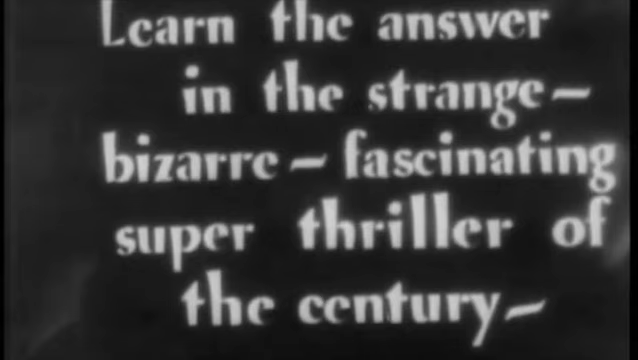 Learn the answer
in the strange—
bizarre— fascinating
super thriller of
the century—